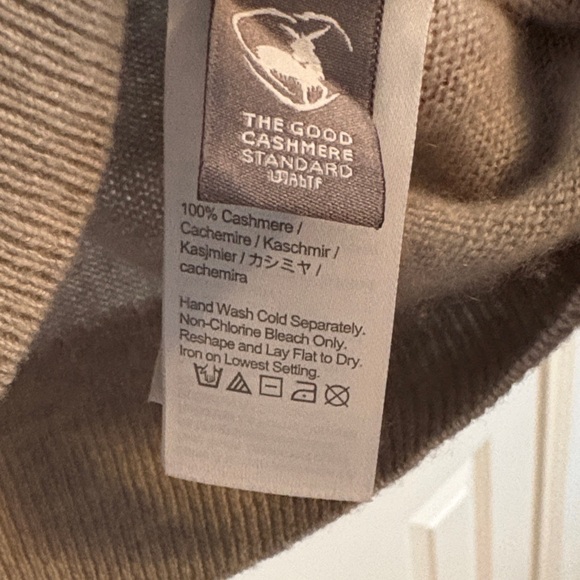 THE GOOD
CASHMERE
STANDARD
100% Cashmere /
Cachemire / Kaschmir /
Kasjmier / カシミヤ /
cachemira
Hand Wash Cold Separately.
Non-Chlorine Bleach Only.
Reshape and Lay Flat to Dry.
Iron on Lowest Setting.